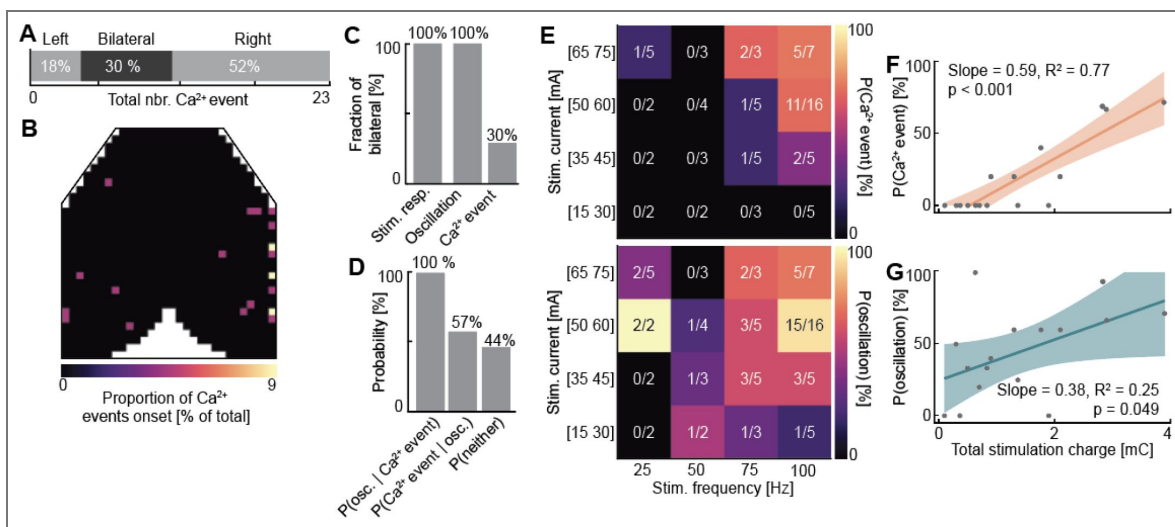 A
Left Bilateral Right
18% 30 % 52%
0 Total nbr. Ca²⁺ event 23
B
0 9
Proportion of Ca²⁺
events onset [% of total]
C
Fraction of
bilateral [%]
100
0
100% 100%
30%
Stim. resp.
Oscillation
Ca²⁺ event
D
Probability [%]
100
0
100 %
57%
44%
P(osc. | Ca²⁺ event)
P(Ca²⁺ event | osc.)
P(neither)
E
Stim. current [mA]
[65 75] 1/5 0/3 2/3 5/7
[50 60] 0/2 0/4 1/5 11/16
[35 45] 0/2 0/3 1/5 2/5
[15 30] 0/2 0/2 0/3 0/5
100
0
P(Ca²⁺ event) [%]
Stim. current [mA]
[65 75] 2/5 0/3 2/3 5/7
[50 60] 2/2 1/4 3/5 15/16
[35 45] 0/2 1/3 3/5 3/5
[15 30] 0/2 1/2 1/3 1/5
25 50 75 100
Stim. frequency [Hz]
100
0
P(oscillation) [%]
F
Slope = 0.59, R² = 0.77
p < 0.001
P(Ca²⁺ event) [%]
100
50
0
G
P(oscillation) [%]
100
50
0
Slope = 0.38, R² = 0.25
p = 0.049
0 2 4
Total stimulation charge [mC]